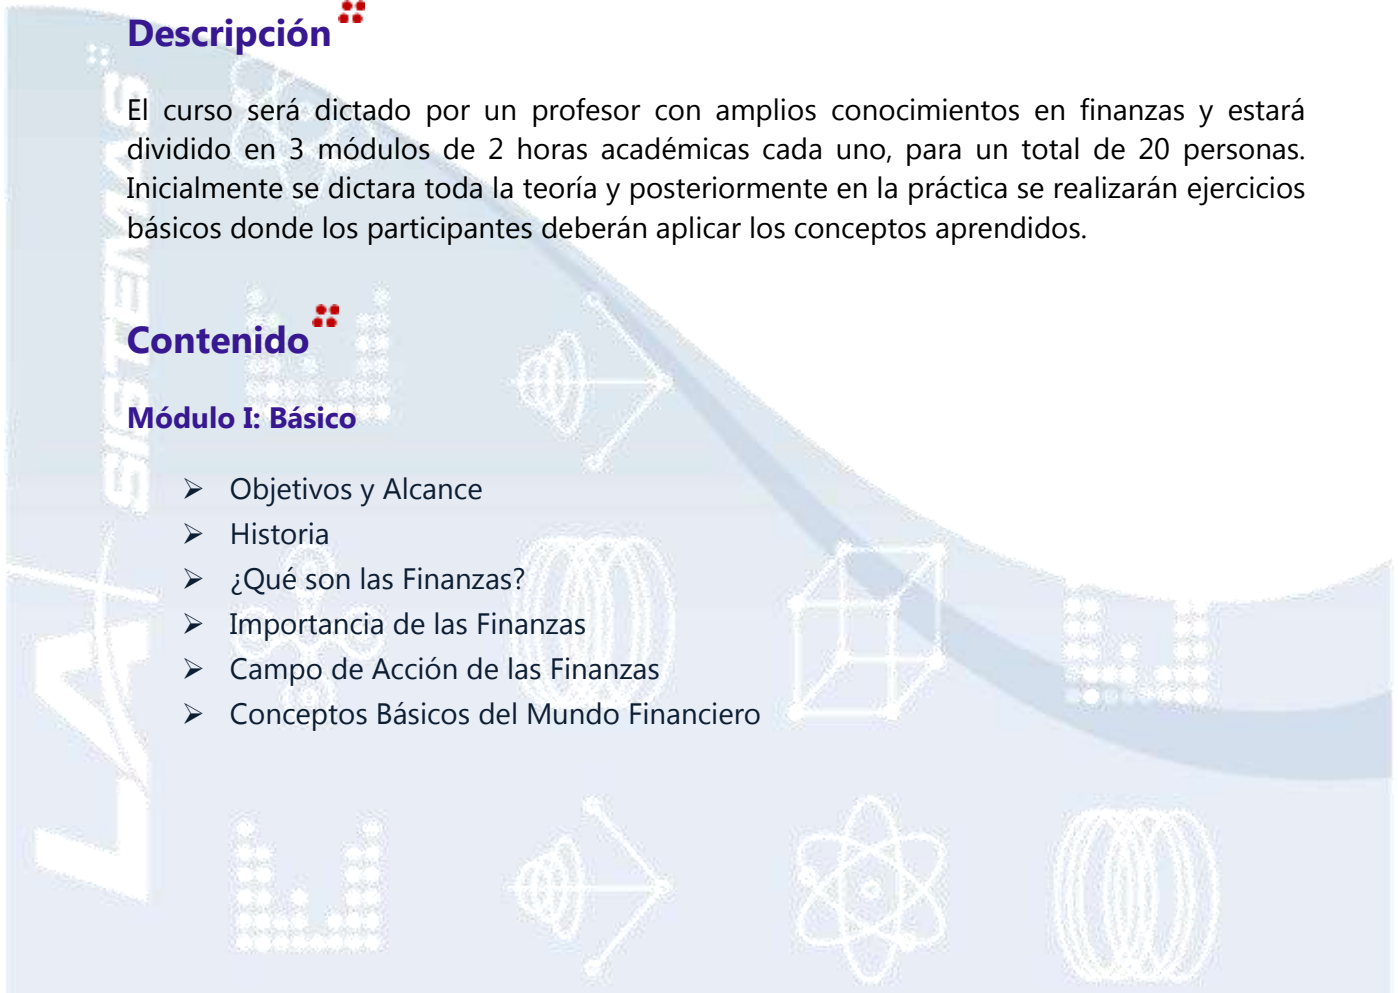 Descripción
El curso será dictado por un profesor con amplios conocimientos en finanzas y estará
dividido en 3 módulos de 2 horas académicas cada uno, para un total de 20 personas.
Inicialmente se dictara toda la teoría y posteriormente en la práctica se realizarán ejercicios
básicos donde los participantes deberán aplicar los conceptos aprendidos.
Contenido
Módulo I: Básico
➢ Objetivos y Alcance
➢ Historia
➢ ¿Qué son las Finanzas?
➢ Importancia de las Finanzas
➢ Campo de Acción de las Finanzas
➢ Conceptos Básicos del Mundo Financiero
LA SISTEMAS